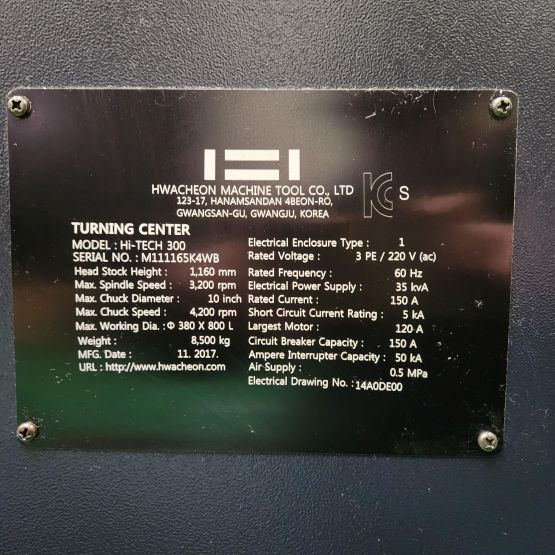 HWACHEON MACHINE TOOL CO., LTD
123-17, HANAMSANDAN 4BEON-RO,
GWANGSAN-GU, GWANGJU, KOREA
KC S
TURNING CENTER
MODEL : Hi-TECH 300
SERIAL NO. : M111165K4WB
Head Stock Height : 1,160 mm
Max. Spindle Speed : 3,200 rpm
Max. Chuck Diameter : 10 inch
Max. Chuck Speed : 4,200 rpm
Max. Working Dia. : Φ 380 X 800 L
Weight : 8,500 kg
MFG. Date : 11. 2017.
URL : http://www.hwacheon.com
Electrical Enclosure Type : 1
Rated Voltage : 3 PE / 220 V (ac)
Rated Frequency : 60 Hz
Electrical Power Supply : 35 kvA
Rated Current : 150 A
Short Circuit Current Rating : 5 kA
Largest Motor : 120 A
Circuit Breaker Capacity : 150 A
Ampere Interrupter Capacity : 50 kA
Air Supply : 0.5 MPa
Electrical Drawing No. : 14A0DE00